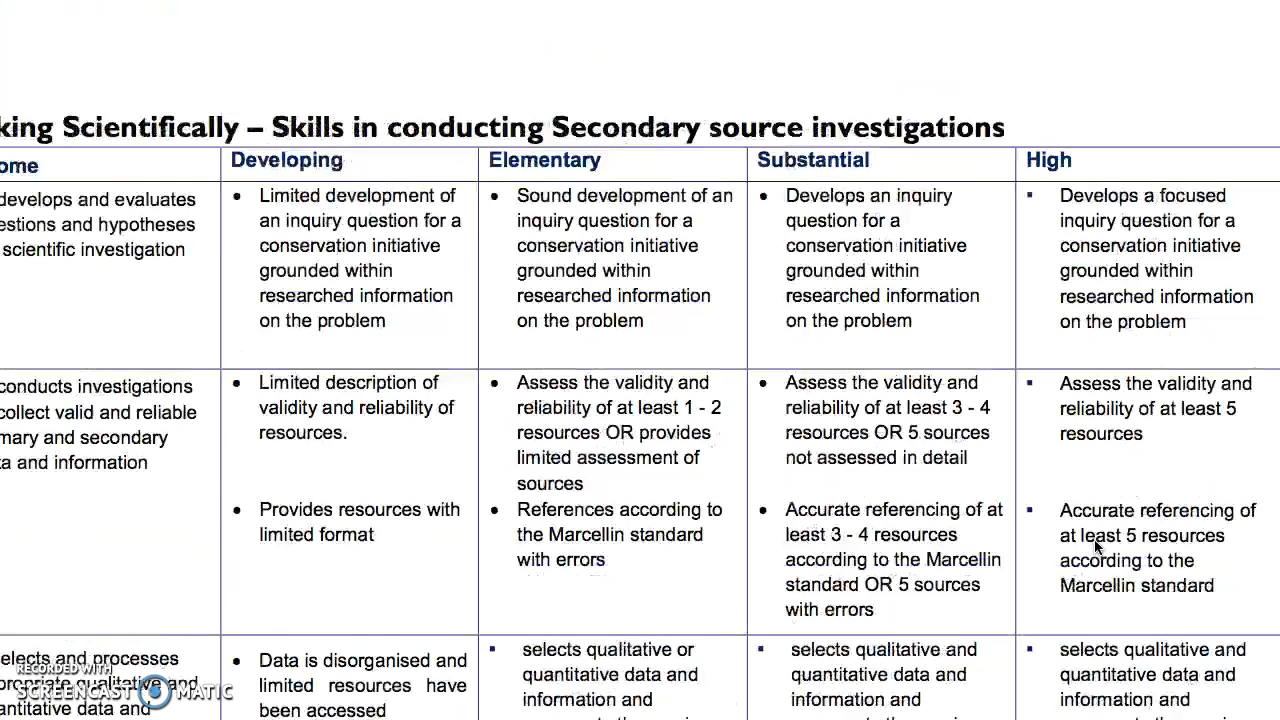 king Scientifically – Skills in conducting Secondary source investigations
ome
Developing
Elementary
Substantial
High
develops and evaluates
estions and hypotheses
scientific investigation
• Limited development of
an inquiry question for a
conservation initiative
grounded within
researched information
on the problem
• Sound development of an
inquiry question for a
conservation initiative
grounded within
researched information
on the problem
• Develops an inquiry
question for a
conservation initiative
grounded within
researched information
on the problem
▪ Develops a focused
inquiry question for a
conservation initiative
grounded within
researched information
on the problem
conducts investigations
collect valid and reliable
mary and secondary
ta and information
• Limited description of
validity and reliability of
resources.
• Provides resources with
limited format
• Assess the validity and
reliability of at least 1 - 2
resources OR provides
limited assessment of
sources
• References according to
the Marcellin standard
with errors
• Assess the validity and
reliability of at least 3 - 4
resources OR 5 sources
not assessed in detail
• Accurate referencing of at
least 3 - 4 resources
according to the Marcellin
standard OR 5 sources
with errors
▪ Assess the validity and
reliability of at least 5
resources
▪ Accurate referencing of
at least 5 resources
according to the
Marcellin standard
elects and processes
propriate qualitative and
antitative data and
• Data is disorganised and
limited resources have
been accessed
▪ selects qualitative or
quantitative data and
information and
▪ selects qualitative and
quantitative data and
information and
▪ selects qualitative and
quantitative data and
information and
RECORDED WITH
SCREENCAST MATIC